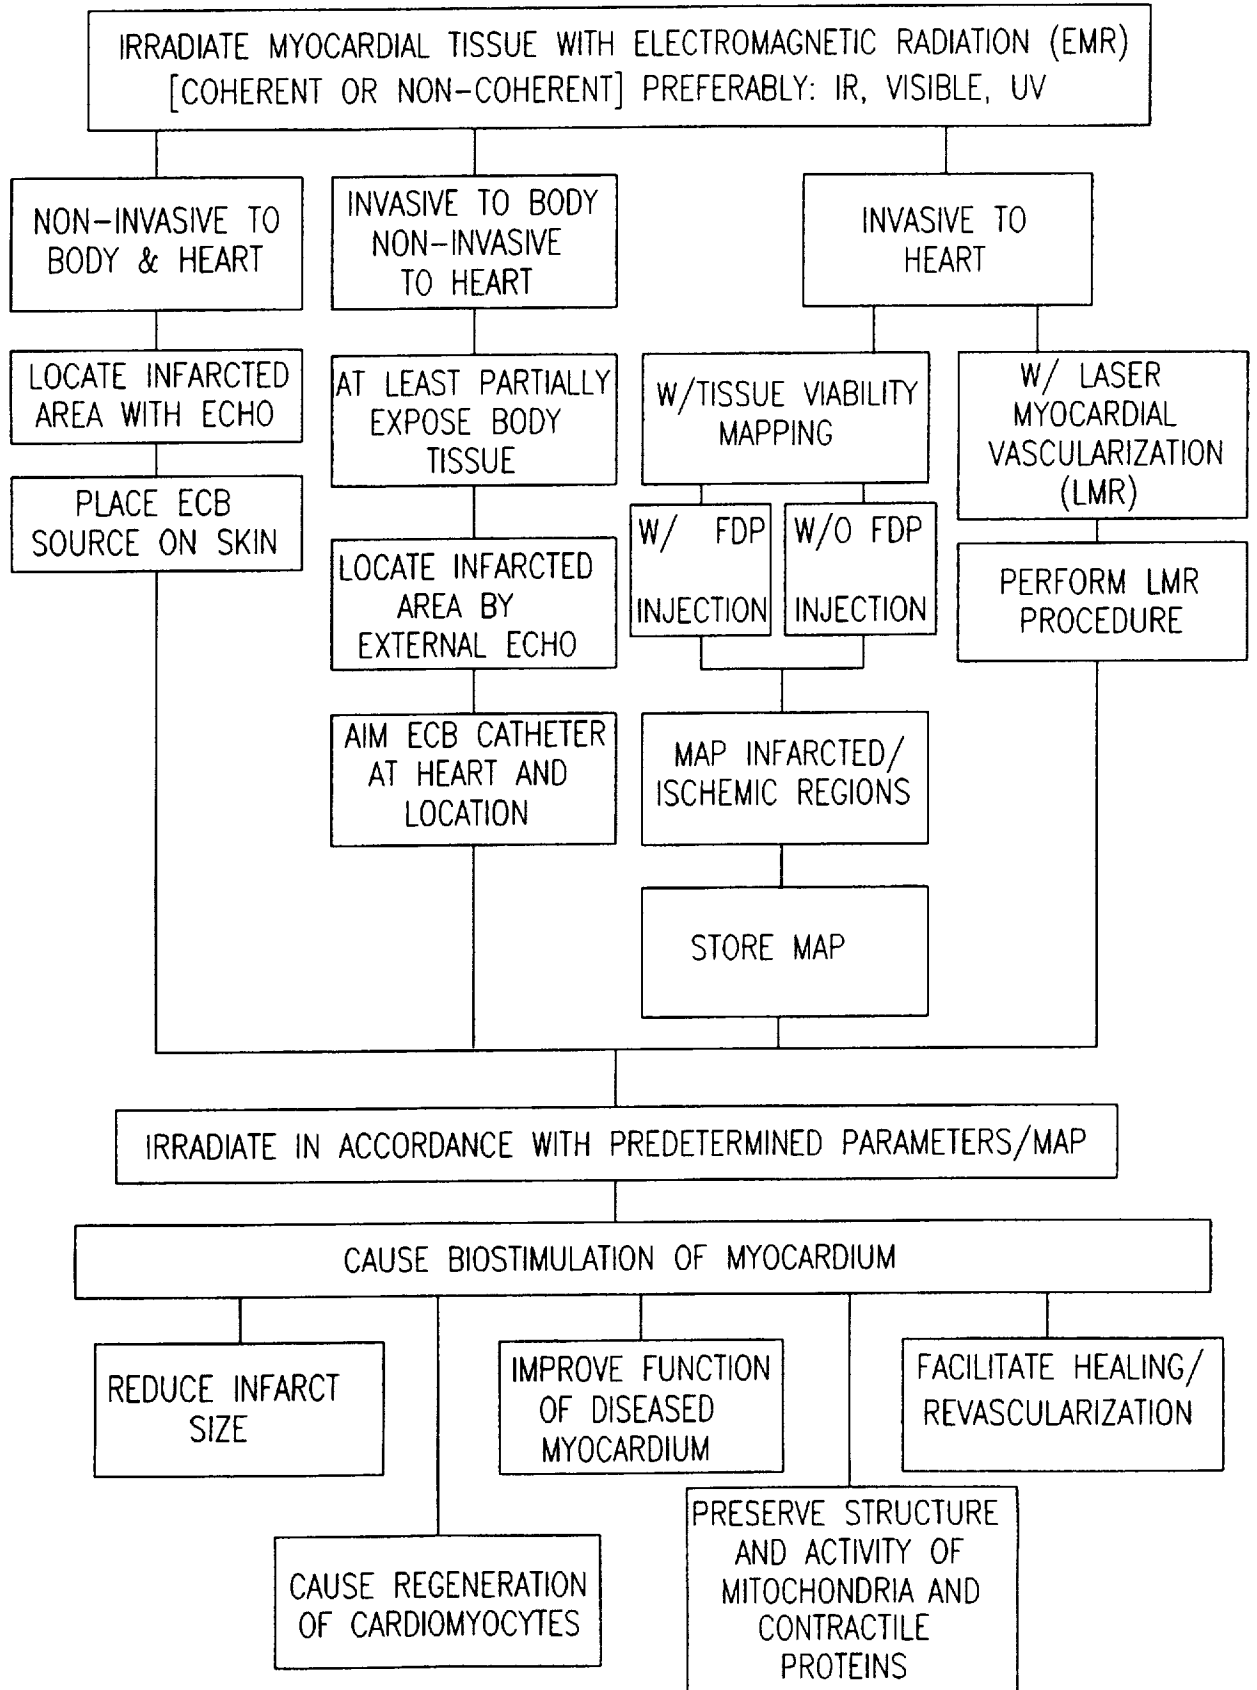 IRRADIATE MYOCARDIAL TISSUE WITH ELECTROMAGNETIC RADIATION (EMR)
[COHERENT OR NON-COHERENT] PREFERABLY: IR, VISIBLE, UV
NON-INVASIVE TO
BODY & HEART
LOCATE INFARCTED
AREA WITH ECHO
PLACE ECB
SOURCE ON SKIN
INVASIVE TO BODY
NON-INVASIVE
TO HEART
AT LEAST PARTIALLY
EXPOSE BODY
TISSUE
LOCATE INFARCTED
AREA BY
EXTERNAL ECHO
AIM ECB CATHETER
AT HEART AND
LOCATION
INVASIVE TO
HEART
W/TISSUE VIABILITY
MAPPING
W/ FDP
INJECTION
W/O FDP
INJECTION
MAP INFARCTED/
ISCHEMIC REGIONS
STORE MAP
W/ LASER
MYOCARDIAL
VASCULARIZATION
(LMR)
PERFORM LMR
PROCEDURE
IRRADIATE IN ACCORDANCE WITH PREDETERMINED PARAMETERS/MAP
CAUSE BIOSTIMULATION OF MYOCARDIUM
REDUCE INFARCT
SIZE
CAUSE REGENERATION
OF CARDIOMYOCYTES
IMPROVE FUNCTION
OF DISEASED
MYOCARDIUM
PRESERVE STRUCTURE
AND ACTIVITY OF
MITOCHONDRIA AND
CONTRACTILE
PROTEINS
FACILITATE HEALING/
REVASCULARIZATION